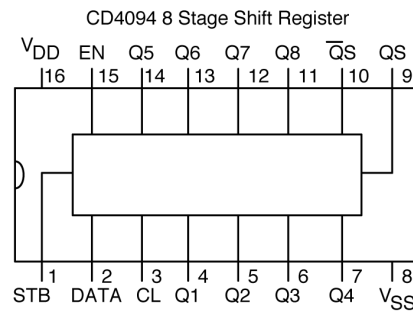 CD4094 8 Stage Shift Register
VDD EN Q5 Q6 Q7 Q8 Q̅S QS
16 15 14 13 12 11 10 9
1 2 3 4 5 6 7 8
STB DATA CL Q1 Q2 Q3 Q4 VSS